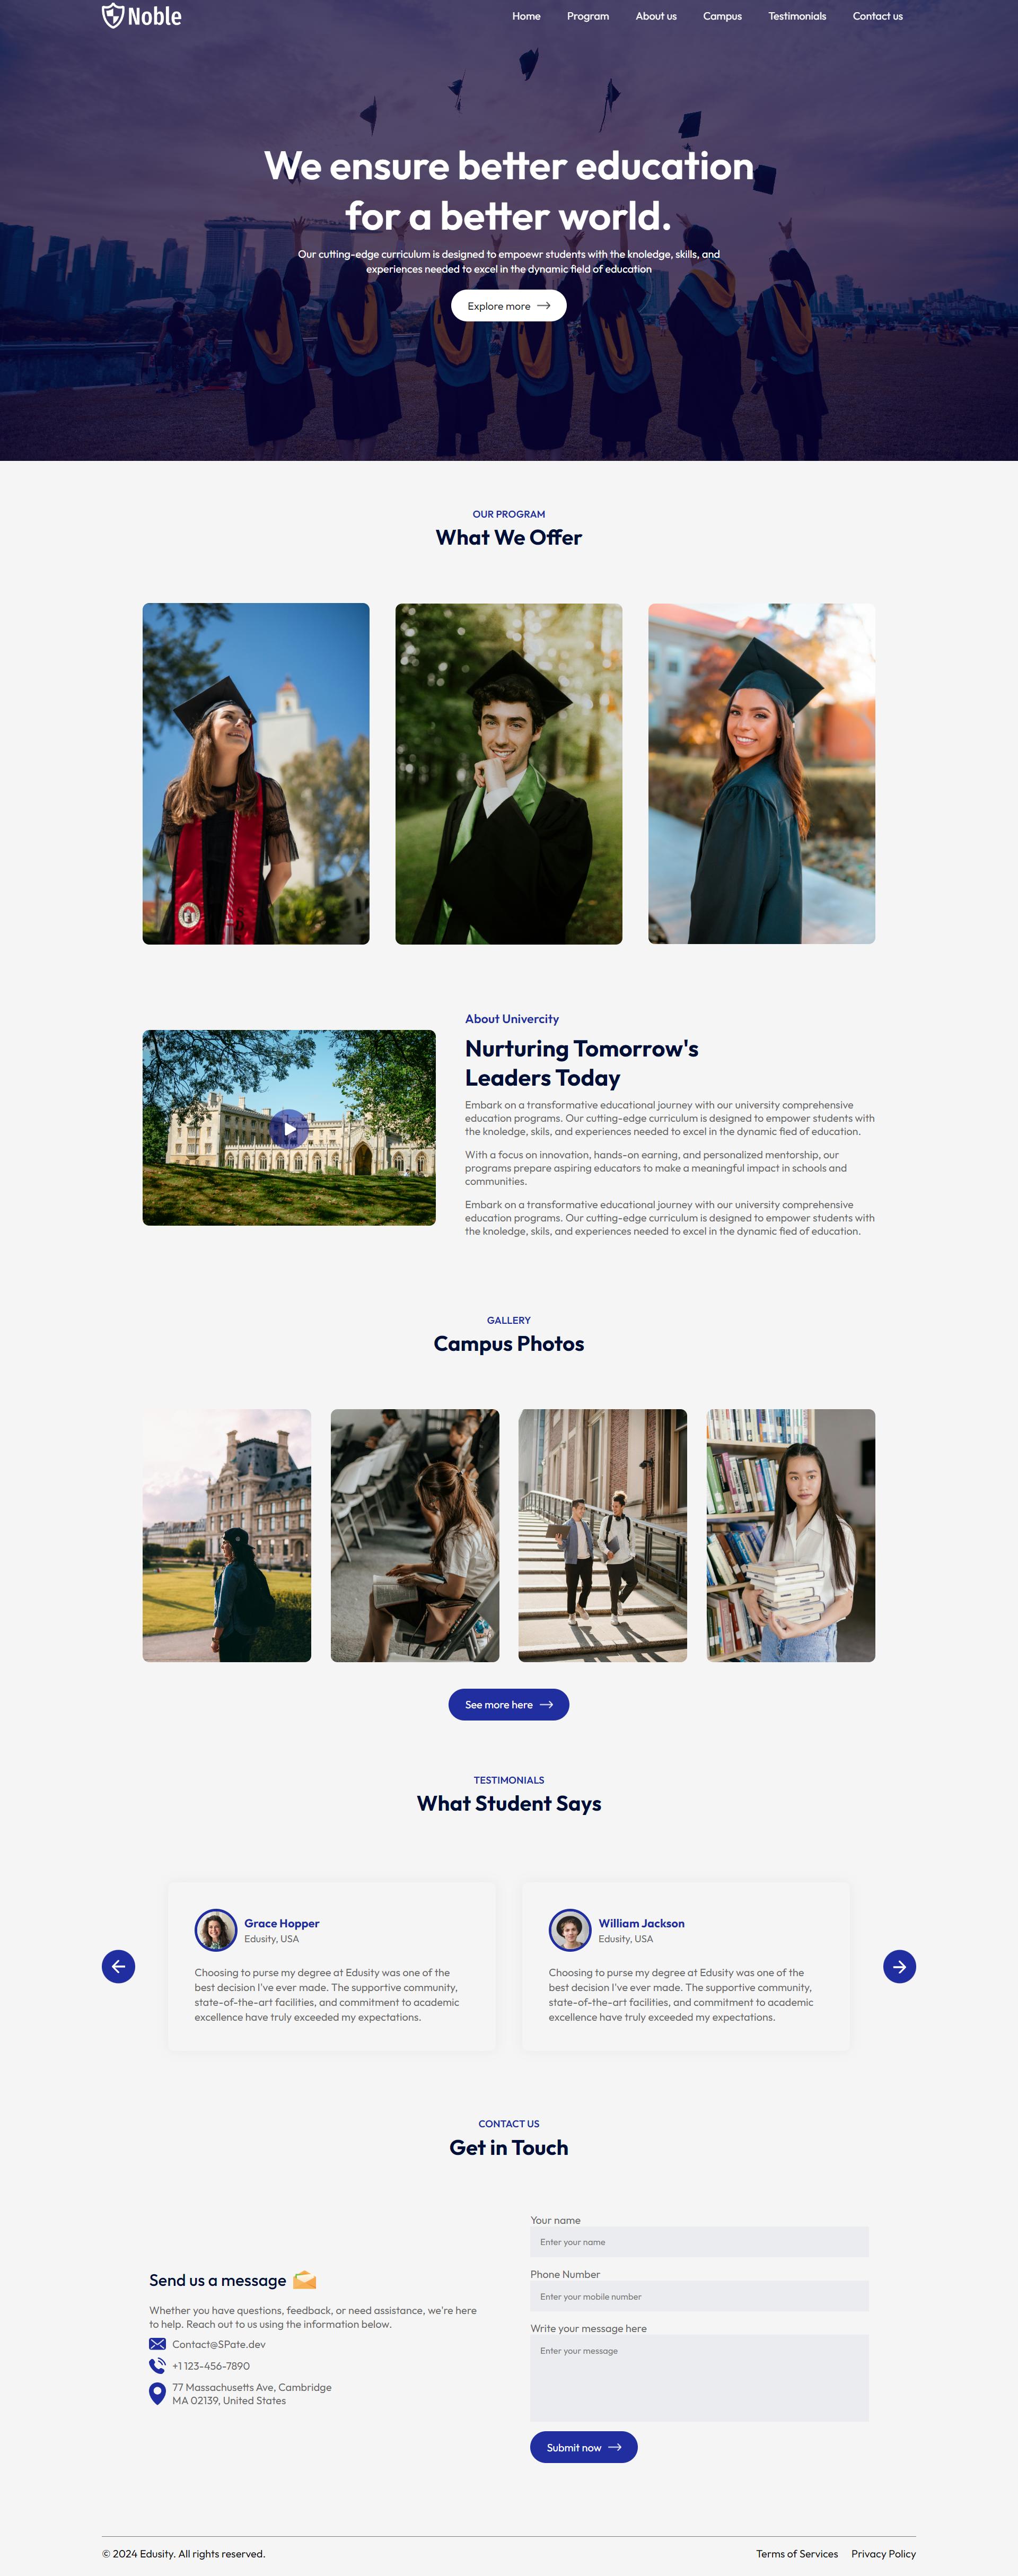 Noble
Home Program About us Campus Testimonials Contact us
We ensure better education
for a better world.
Our cutting-edge curriculum is designed to empoewr students with the knoledge, skills, and
experiences needed to excel in the dynamic field of education
Explore more
OUR PROGRAM
What We Offer
About Univercity
Nurturing Tomorrow's
Leaders Today
Embark on a transformative educational journey with our university comprehensive
education programs. Our cutting-edge curriculum is designed to empower students with
the knoledge, skils, and experiences needed to excel in the dynamic fied of education.
With a focus on innovation, hands-on earning, and personalized mentorship, our
programs prepare aspiring educators to make a meaningful impact in schools and
communities.
Embark on a transformative educational journey with our university comprehensive
education programs. Our cutting-edge curriculum is designed to empower students with
the knoledge, skils, and experiences needed to excel in the dynamic fied of education.
GALLERY
Campus Photos
See more here
TESTIMONIALS
What Student Says
Grace Hopper
Edusity, USA
Choosing to purse my degree at Edusity was one of the
best decision I've ever made. The supportive community,
state-of-the-art facilities, and commitment to academic
excellence have truly exceeded my expectations.
William Jackson
Edusity, USA
Choosing to purse my degree at Edusity was one of the
best decision I've ever made. The supportive community,
state-of-the-art facilities, and commitment to academic
excellence have truly exceeded my expectations.
CONTACT US
Get in Touch
Send us a message
Whether you have questions, feedback, or need assistance, we're here
to help. Reach out to us using the information below.
Contact@SPate.dev
+1 123-456-7890
77 Massachusetts Ave, Cambridge
MA 02139, United States
Your name
Enter your name
Phone Number
Enter your mobile number
Write your message here
Enter your message
Submit now
© 2024 Edusity. All rights reserved.
Terms of Services Privacy Policy